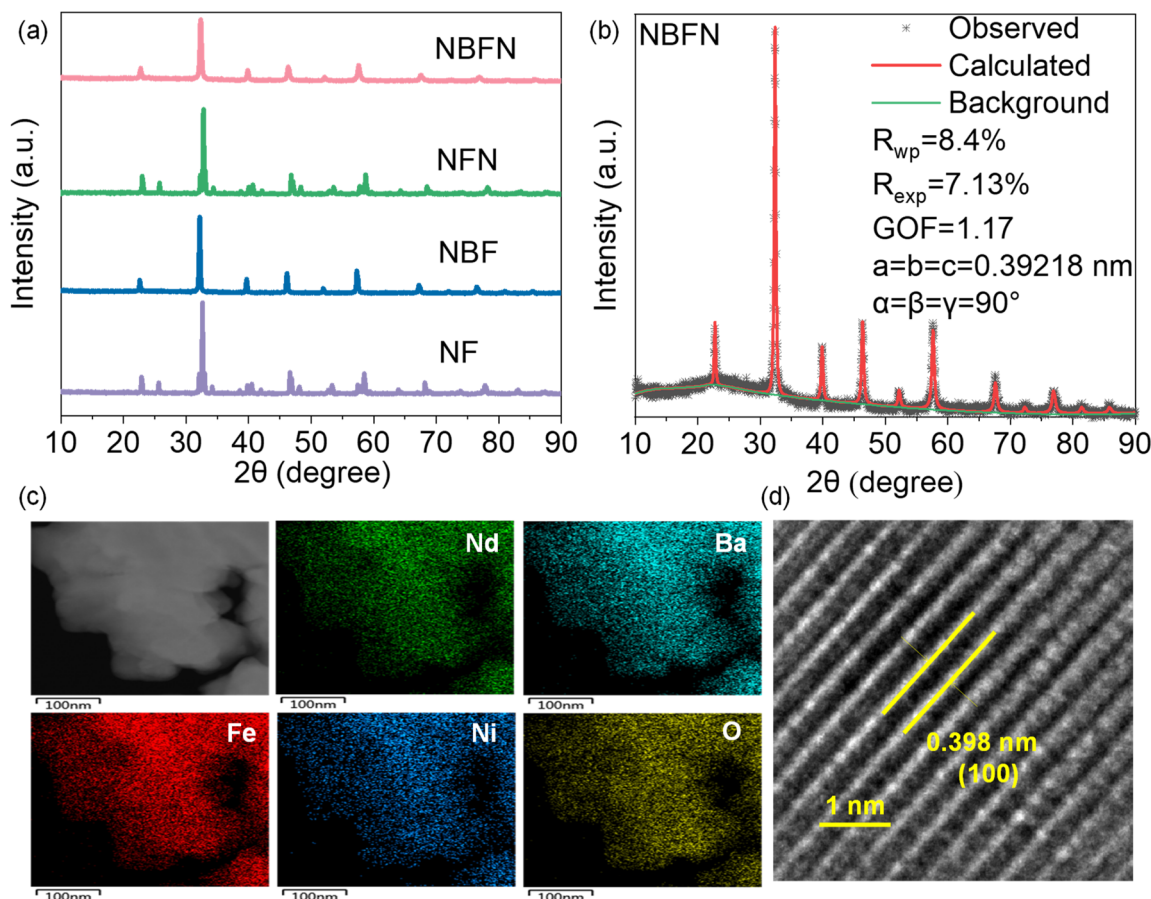 (a)
NBFN
NFN
NBF
NF
Intensity (a.u.)
10 20 30 40 50 60 70 80 90
2θ (degree)
(b)
NBFN
Observed
Calculated
Background
Rwp=8.4%
Rexp=7.13%
GOF=1.17
a=b=c=0.39218 nm
α=β=γ=90°
Intensity (a.u.)
10 20 30 40 50 60 70 80 90
2θ (degree)
(c)
100nm
Nd
100nm
Ba
100nm
Fe
100nm
Ni
100nm
O
100nm
(d)
0.398 nm
(100)
1 nm